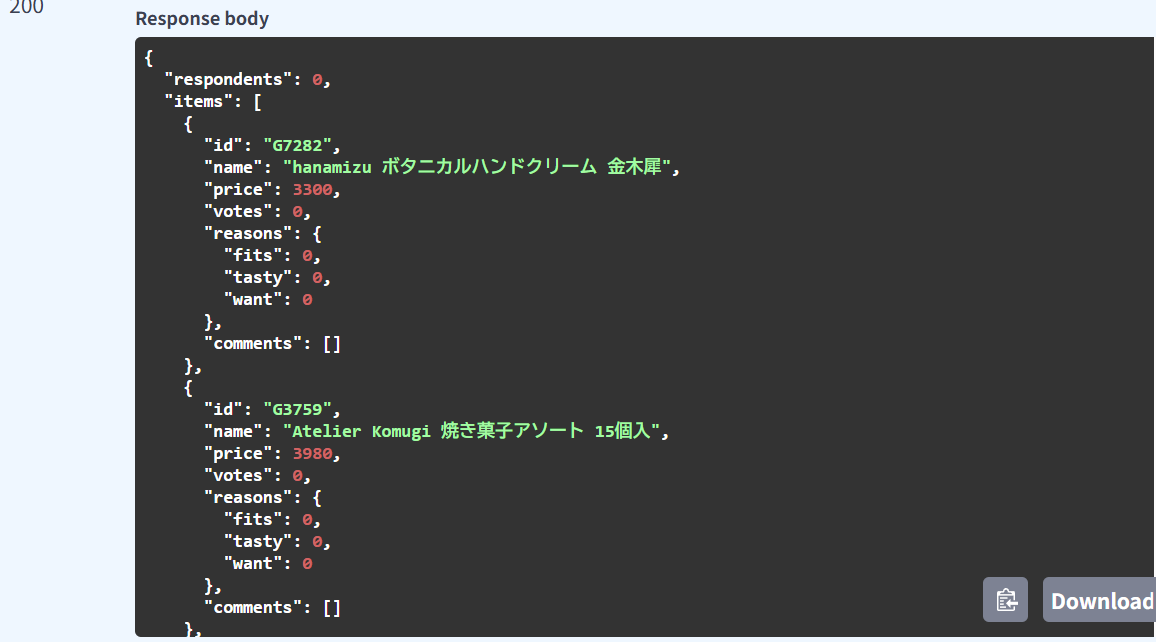 200
Response body
{
"respondents": 0,
"items": [
{
"id": "G7282",
"name": "hanamizu ボタニカルハンドクリーム 金木犀",
"price": 3300,
"votes": 0,
"reasons": {
"fits": 0,
"tasty": 0,
"want": 0
},
"comments": []
},
{
"id": "G3759",
"name": "Atelier Komugi 焼き菓子アソート 15個入",
"price": 3980,
"votes": 0,
"reasons": {
"fits": 0,
"tasty": 0,
"want": 0
},
"comments": []
},
Download